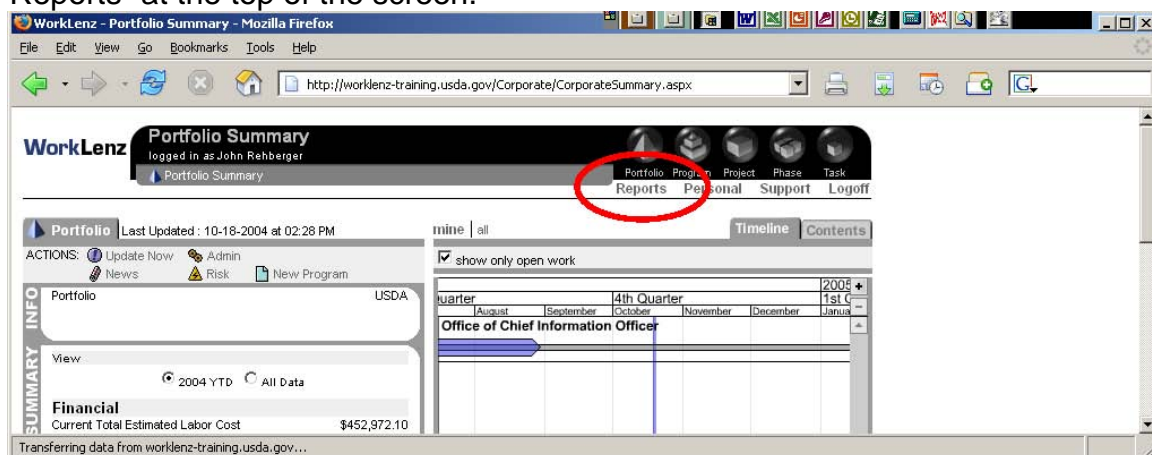 Reports" at the top of the screen.
WorkLenz - Portfolio Summary - Mozilla Firefox
File Edit View Go Bookmarks Tools Help
http://worklenz-training.usda.gov/Corporate/CorporateSummary.aspx
G
WorkLenz
Portfolio Summary
logged in as John Rehberger
Portfolio Summary
Portfolio Program Project Phase Task
Reports Personal Support Logoff
Portfolio Last Updated : 10-18-2004 at 02:28 PM
mine | all
Timeline Contents
ACTIONS: Update Now Admin
News Risk New Program
show only open work
INFO
Portfolio USDA
2005
uarter 4th Quarter 1st Q
August September October November December Janua
Office of Chief Information Officer
SUMMARY
View
2004 YTD All Data
Financial
Current Total Estimated Labor Cost $452,972.10
Transferring data from worklenz-training.usda.gov...